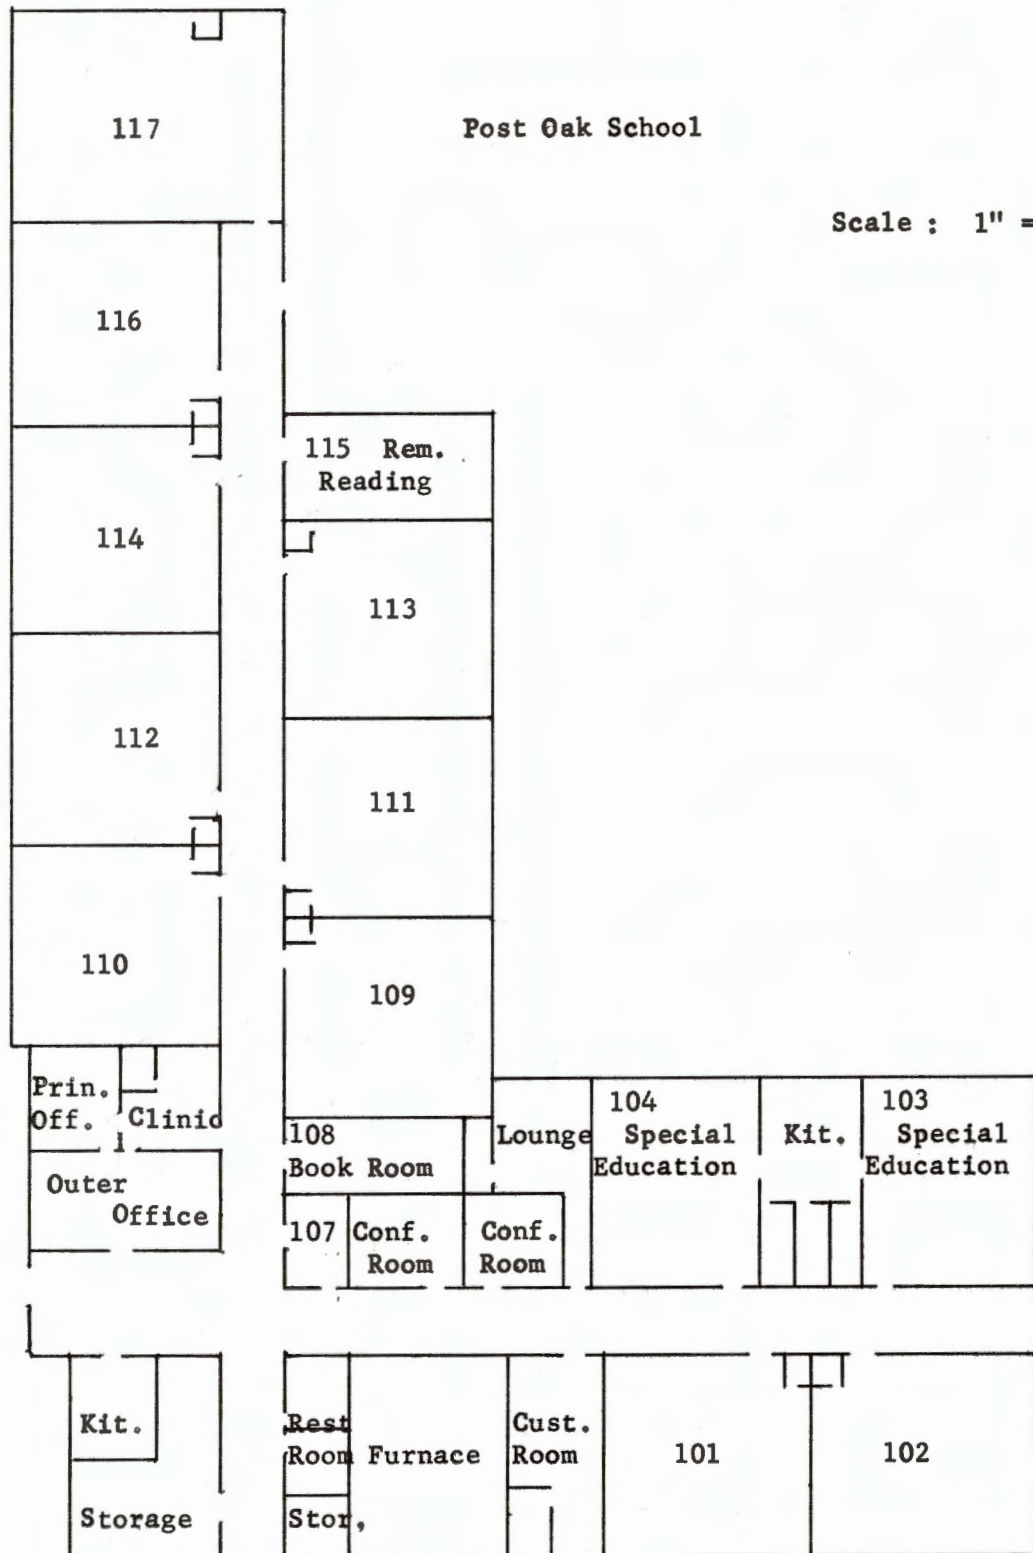 117
Post Oak School
Scale : 1" =
116
115 Rem.
Reading
114
113
112
111
110
109
Prin.
Off.
Clinic
Outer
Office
108
Book Room
Lounge
104
Special
Education
Kit.
103
Special
Education
107
Conf.
Room
Conf.
Room
Kit.
Storage
Rest
Room
Stor,
Furnace
Cust.
Room
101
102